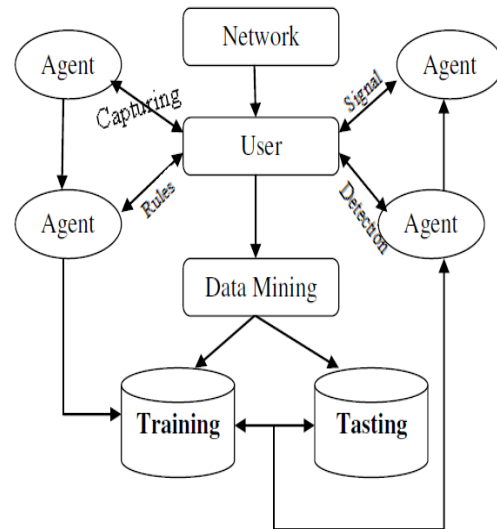 Network
Agent
Agent
Capturing
Signal
User
Rules
Detection
Agent
Agent
Data Mining
Training
Tasting